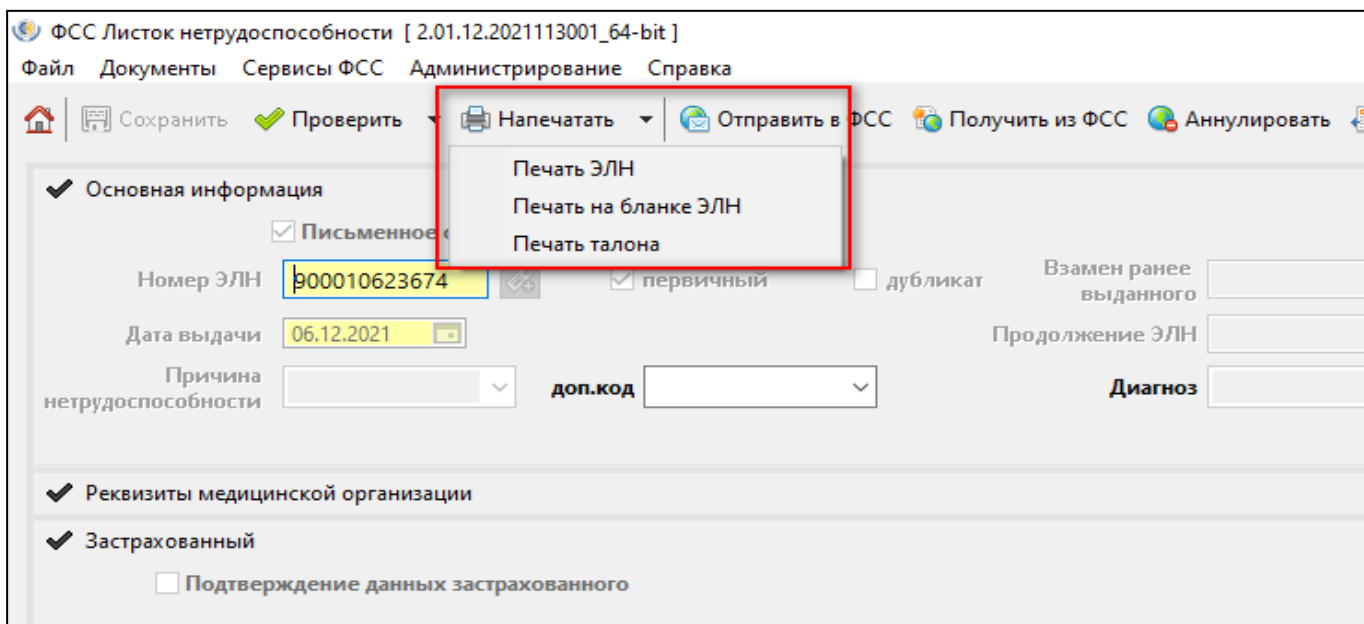 ФСС Листок нетрудоспособности [ 2.01.12.2021113001_64-bit ]
Файл Документы Сервисы ФСС Администрирование Справка
Сохранить Проверить Напечатать Отправить в ФСС Получить из ФСС Аннулировать
Печать ЭЛН
Печать на бланке ЭЛН
Печать талона
Основная информация
Письменное
Номер ЭЛН 900010623674 первичный дубликат Взамен ранее
выданного
Дата выдачи 06.12.2021 Продолжение ЭЛН
Причина
нетрудоспособности доп.код Диагноз
Реквизиты медицинской организации
Застрахованный
Подтверждение данных застрахованного